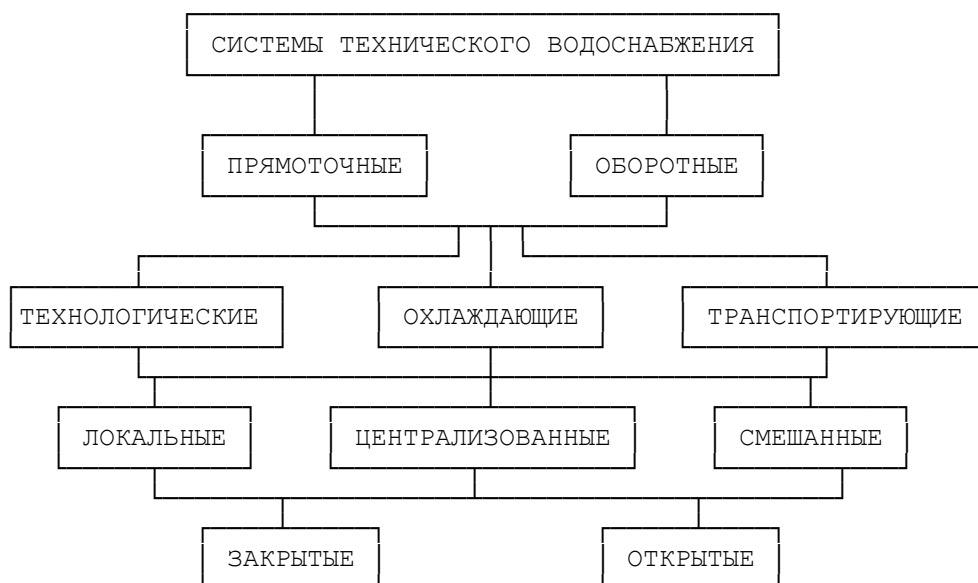 СИСТЕМЫ ТЕХНИЧЕСКОГО ВОДОСНАБЖЕНИЯ
ПРЯМОТОЧНЫЕ ОБОРОТНЫЕ
ТЕХНОЛОГИЧЕСКИЕ ОХЛАЖДАЮЩИЕ ТРАНСПОРТИРУЮЩИЕ
ЛОКАЛЬНЫЕ ЦЕНТРАЛИЗОВАННЫЕ СМЕШАННЫЕ
ЗАКРЫТЫЕ ОТКРЫТЫЕ